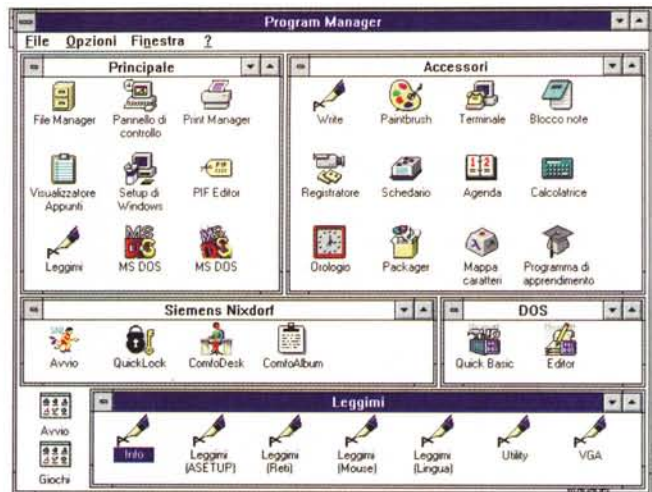 Program Manager
File Opzioni Finestra ?
Principale
File Manager Pannello di controllo Print Manager
Visualizzatore Appunti Setup di Windows PIF Editor
Leggimi MS DOS MS DOS
Accessori
Write Paintbrush Terminale Blocco note
Registratore Schedario Agenda Calcolatrice
Orologio Packager Mappa caratteri Programma di apprendimento
Siemens Nixdorf
Avvio QuickLock ComfoDesk ComfoAlbum
DOS
Quick Basic Editor
Avvio
Giochi
Leggimi
Info Leggimi (ASETUP) Leggimi (Reti) Leggimi (Mouse) Leggimi (Lingua) Utility VGA